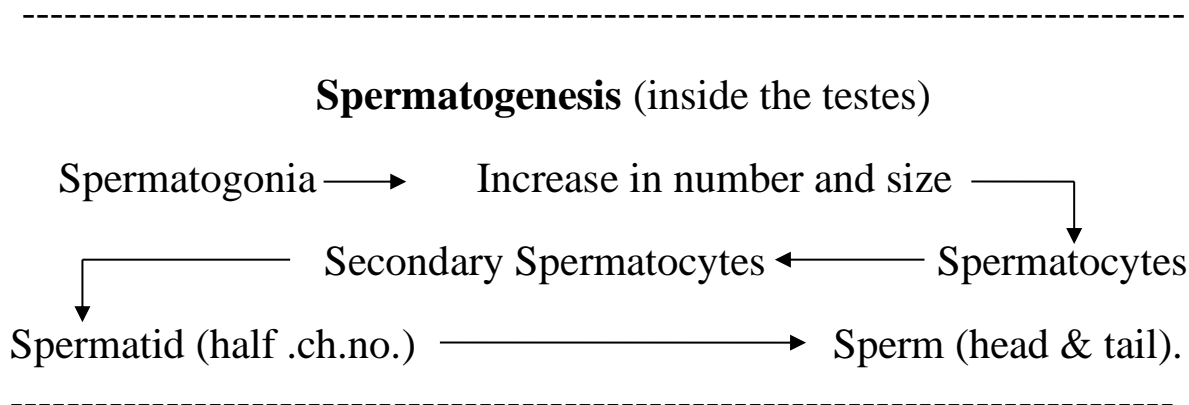 Spermatogenesis (inside the testes)
Spermatogonia Increase in number and size
Secondary Spermatocytes Spermatocytes
Spermatid (half .ch.no.) Sperm (head & tail).